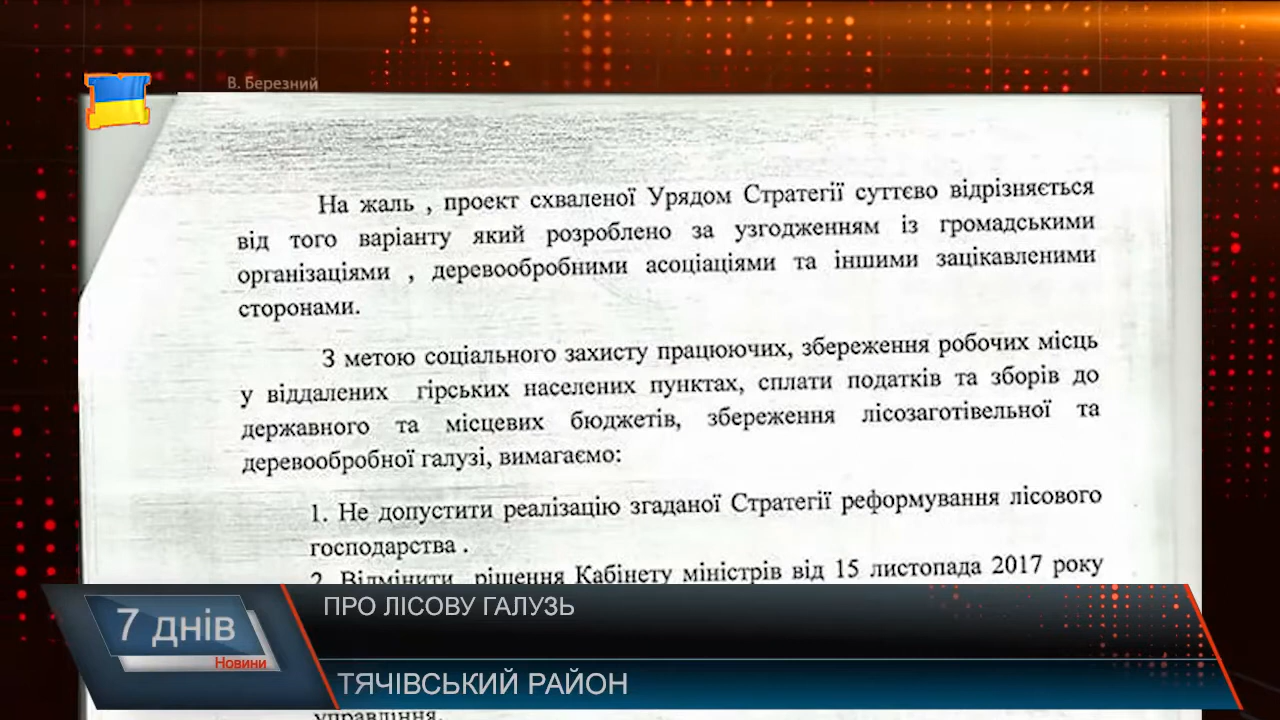 В. Березний
На жаль , проект схваленої Урядом Стратегії суттєво відрізняється
від того варіанту який розроблено за узгодженням із громадськими
організаціями , деревообробними асоціаціями та іншими зацікавленими
сторонами.
З метою соціального захисту працюючих, збереження робочих місць
у віддалених гірських населених пунктах, сплати податків та зборів до
державного та місцевих бюджетів, збереження лісозаготівельної та
деревообробної галузі, вимагаємо:
1. Не допустити реалізацію згаданої Стратегії реформування лісового
господарства .
2. Відмінити рішення Кабінету міністрів від 15 листопада 2017 року
7 днів
Новини
ПРО ЛІСОВУ ГАЛУЗЬ
ТЯЧІВСЬКИЙ РАЙОН
управління.